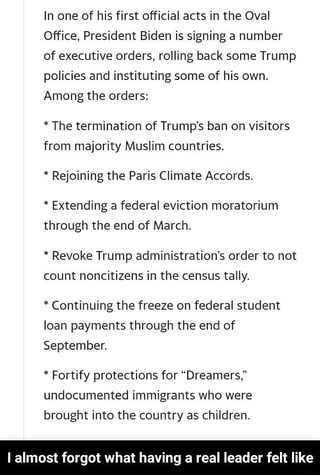 In one of his first official acts in the Oval
Office, President Biden is signing a number
of executive orders, rolling back some Trump
policies and instituting some of his own.
Among the orders:
* The termination of Trump's ban on visitors
from majority Muslim countries.
* Rejoining the Paris Climate Accords.
* Extending a federal eviction moratorium
through the end of March.
* Revoke Trump administration's order to not
count noncitizens in the census tally.
* Continuing the freeze on federal student
loan payments through the end of
September.
* Fortify protections for “Dreamers,”
undocumented immigrants who were
brought into the country as children.
I almost forgot what having a real leader felt like